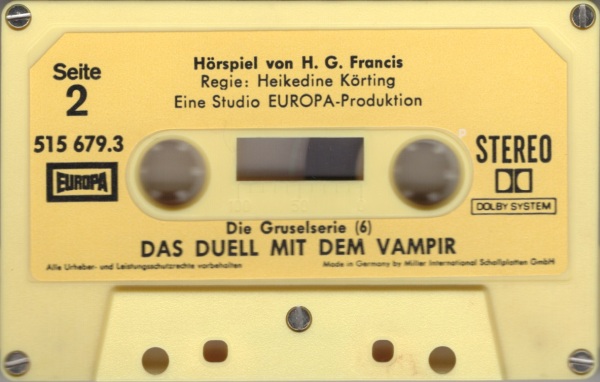 Hörspiel von H. G. Francis
Regie: Heikedine Körting
Eine Studio EUROPA-Produktion
Seite
2
515 679.3
EUROPA
STEREO
DOLBY SYSTEM
P
100 50
Die Gruselserie (6)
DAS DUELL MIT DEM VAMPIR
Alle Urheber- und Leistungsschutzrechte vorbehalten
Made in Germany by Miller International Schallplatten GmbH